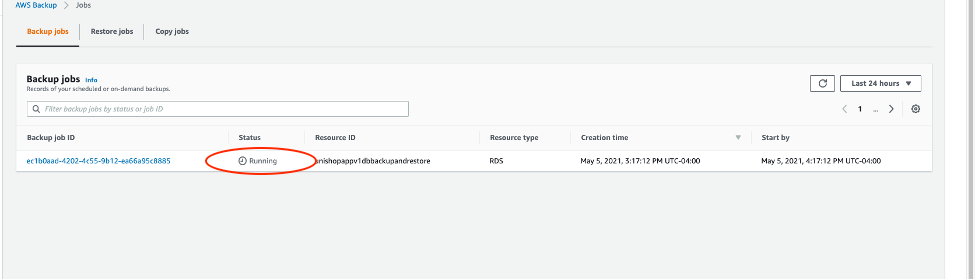 AWS Backup > Jobs
Backup jobs Restore jobs Copy jobs
Backup jobs Info
Records of your scheduled or on-demand backups.
Last 24 hours
Filter backup jobs by status or job ID
1 ...
Backup job ID Status Resource ID Resource type Creation time Start by
ec1b0aad-4202-4c55-9b12-ea66a95c8885 Running nishopappv1dbbackupandrestore RDS May 5, 2021, 3:17:12 PM UTC-04:00 May 5, 2021, 4:17:12 PM UTC-04:00